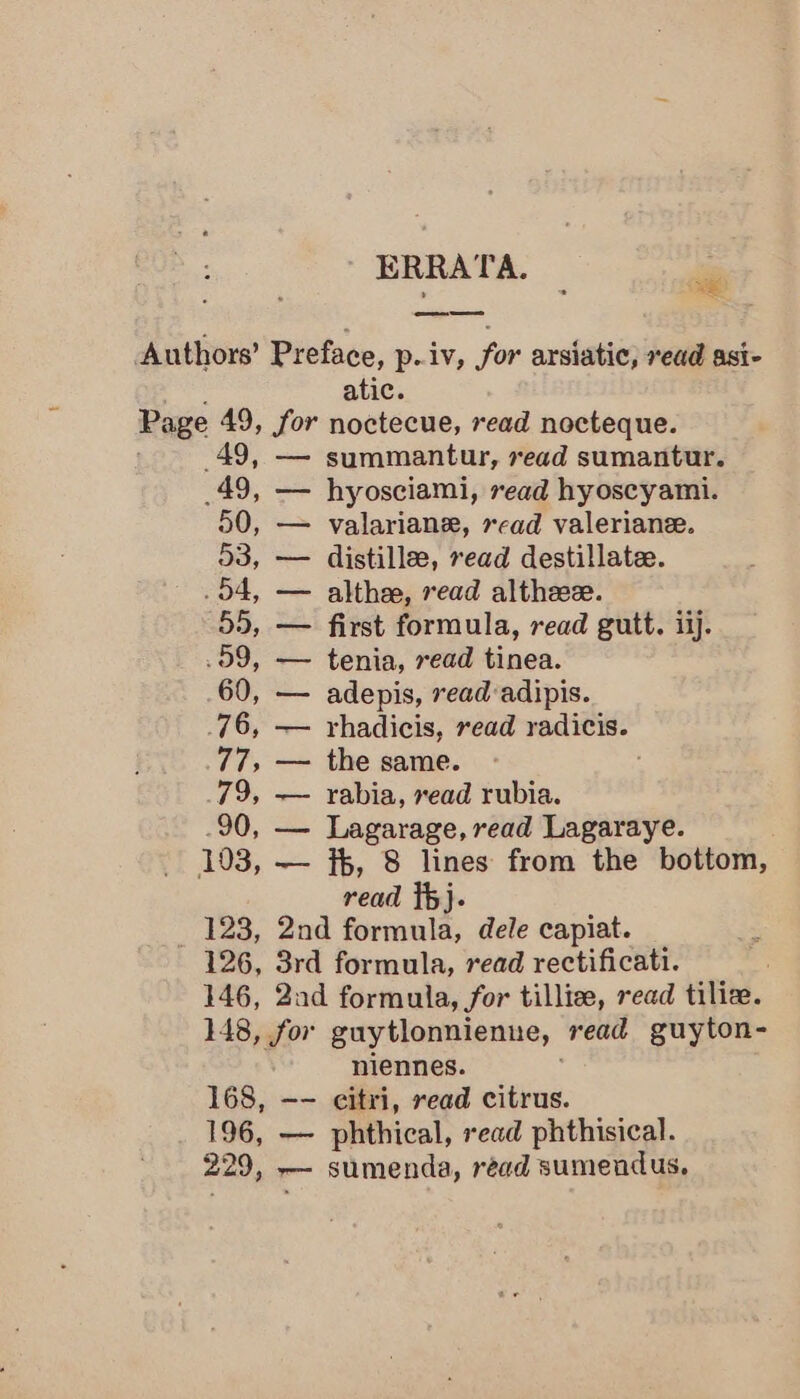 ERRATA.
Authors’ Preface, p. iv, for arsiatic, read asi-
atic.
Page 49, for noctecue, read nocteque.
49, — summantur, read sumantur.
49, — hyosciami, read hyoscyami.
50, — valarianæ, read valerianæ.
53, — distillæ, read destillatæ.
54, — althæ, read althææ.
55, — first formula, read gutt. iij.
59, — tenia, read tinea.
60, — adepis, read adipis.
76, — rhadicis, read radicis.
77, — the same.
79, — rabia, read rubia.
90, — Lagarage, read Lagaraye.
103, — ℔, 8 lines from the bottom,
read ℔j.
123, 2nd formula, dele capiat.
126, 3rd formula, read rectificati.
146, 2nd formula, for tilliæ, read tiliæ.
148, for guytlonnienne, read guyton-
niennes.
168, -- citri, read citrus.
196, — phthical, read phthisical.
229, — sumenda, read sumendus.